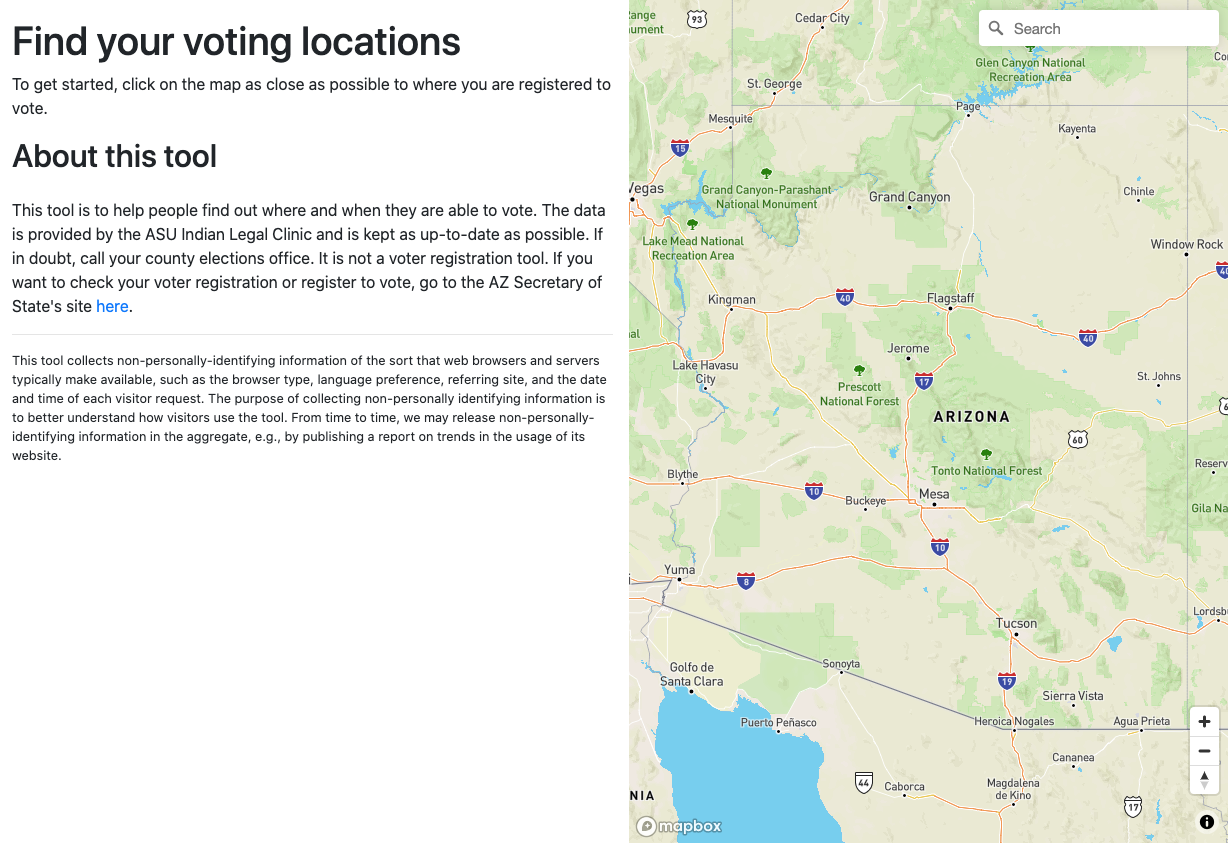 Find your voting locations
To get started, click on the map as close as possible to where you are registered to
vote.
About this tool
This tool is to help people find out where and when they are able to vote. The data
is provided by the ASU Indian Legal Clinic and is kept as up-to-date as possible. If
in doubt, call your county elections office. It is not a voter registration tool. If you
want to check your voter registration or register to vote, go to the AZ Secretary of
State's site here.
This tool collects non-personally-identifying information of the sort that web browsers and servers
typically make available, such as the browser type, language preference, referring site, and the date
and time of each visitor request. The purpose of collecting non-personally identifying information is
to better understand how visitors use the tool. From time to time, we may release non-personally-
identifying information in the aggregate, e.g., by publishing a report on trends in the usage of its
website.
Search
93
Cedar City
Glen Canyon National
Recreation Area
St. George
Page
Mesquite
Kayenta
15
Vegas
Grand Canyon-Parashant
National Monument
Grand Canyon
Chinle
Lake Mead National
Recreation Area
Window Rock
40
Kingman
40
Flagstaff
40
Jerome
Lake Havasu
City
17
St. Johns
Prescott
National Forest
ARIZONA
60
Tonto National Forest
Reserv
Blythe
10
Buckeye
Mesa
Gila Na
10
Yuma
8
Lordsb
Tucson
Golfo de
Santa Clara
Sonoyta
19
Sierra Vista
Puerto Peñasco
Heroica Nogales
Agua Prieta
Cananea
44
Caborca
Magdalena
de Kino
17
NIA
mapbox